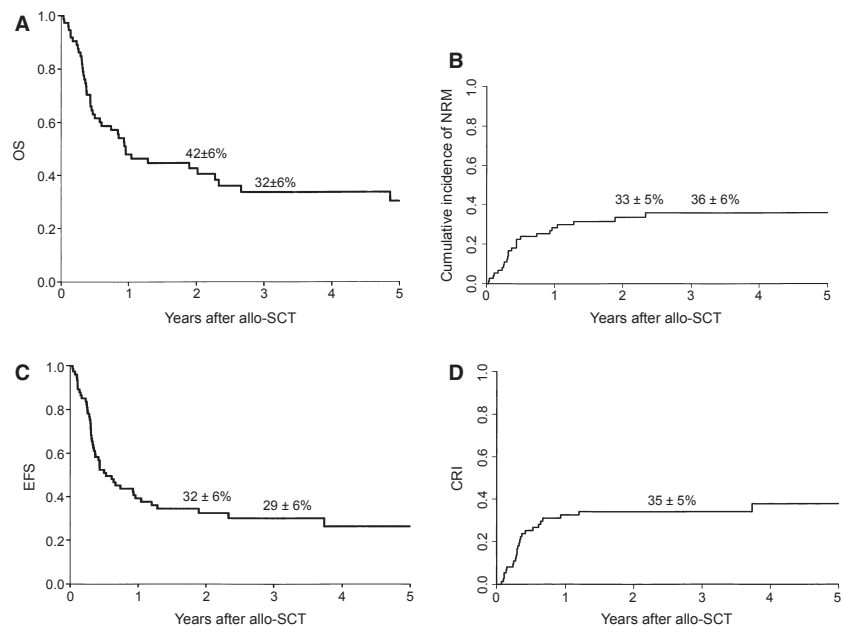 A
1.0
0.8
0.6
0.4
0.2
0.0
OS
42±6%
32±6%
0 1 2 3 4 5
Years after allo-SCT
B
1.0
0.8
0.6
0.4
0.2
0.0
Cumulative incidence of NRM
33 ± 5% 36 ± 6%
0 1 2 3 4 5
Years after allo-SCT
C
1.0
0.8
0.6
0.4
0.2
0.0
EFS
32 ± 6%
29 ± 6%
0 1 2 3 4 5
Years after allo-SCT
D
1.0
0.8
0.6
0.4
0.2
0.0
CRI
35 ± 5%
0 1 2 3 4 5
Years after allo-SCT